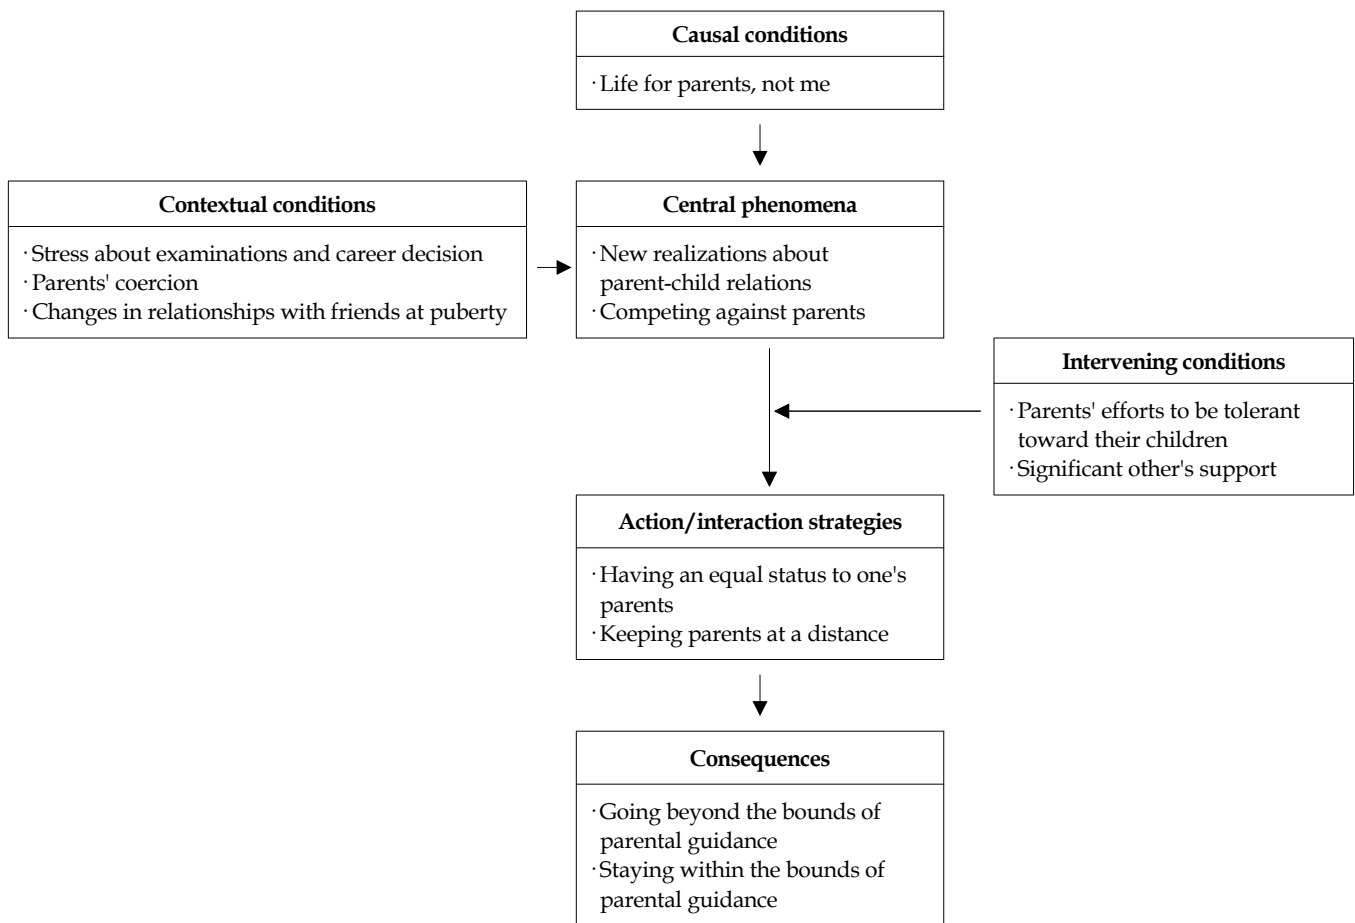 Causal conditions
·Life for parents, not me
Contextual conditions
·Stress about examinations and career decision
·Parents' coercion
·Changes in relationships with friends at puberty
Central phenomena
·New realizations about
parent-child relations
·Competing against parents
Intervening conditions
·Parents' efforts to be tolerant
toward their children
·Significant other's support
Action/interaction strategies
·Having an equal status to one's
parents
·Keeping parents at a distance
Consequences
·Going beyond the bounds of
parental guidance
·Staying within the bounds of
parental guidance